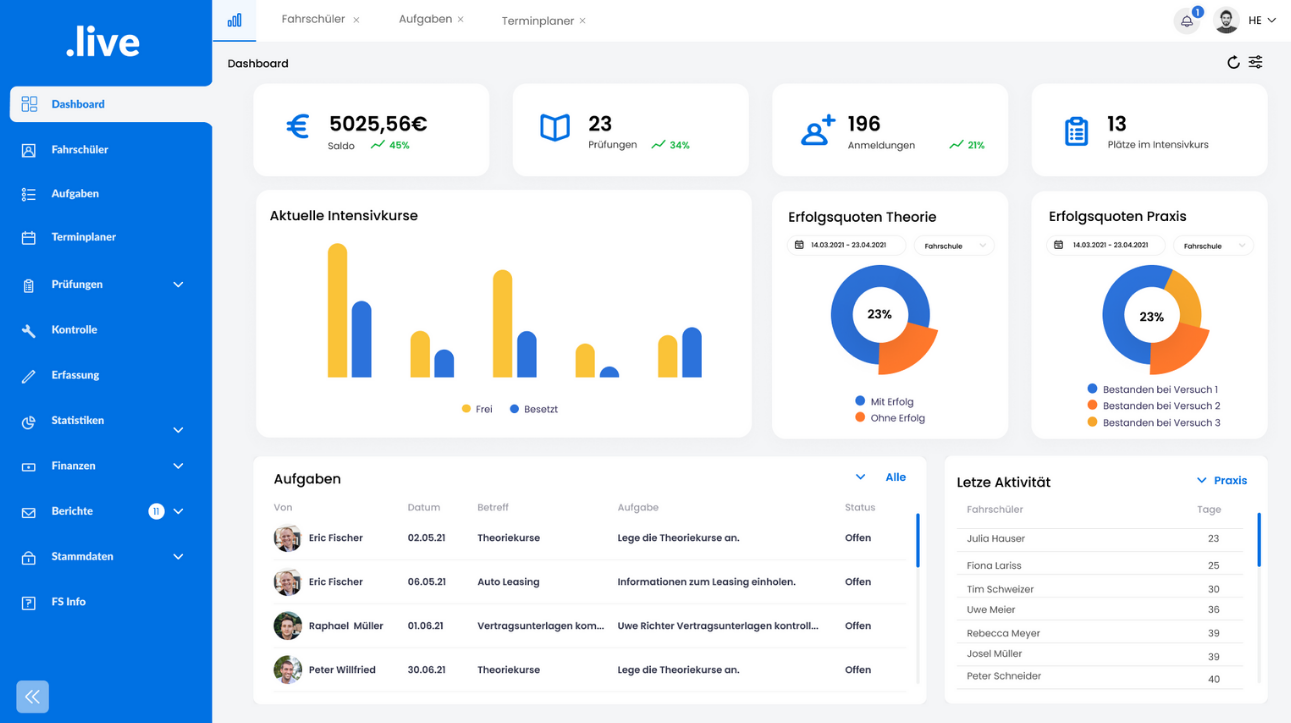 .live
Dashboard
Fahrschüler
Aufgaben
Terminplaner
Prüfungen
Kontrolle
Erfassung
Statistiken
Finanzen
Berichte 11
Stammdaten
FS Info
Fahrschüler × Aufgaben × Terminplaner ×
1 HE
Dashboard
5025,56€
Saldo 45%
23
Prüfungen 34%
196
Anmeldungen 21%
13
Plätze im Intensivkurs
Aktuelle Intensivkurse
Frei Besetzt
Erfolgsquoten Theorie
14.03.2021 - 23.04.2021 Fahrschule
23%
Mit Erfolg
Ohne Erfolg
Erfolgsquoten Praxis
14.03.2021 - 23.04.2021 Fahrschule
23%
Bestanden bei Versuch 1
Bestanden bei Versuch 2
Bestanden bei Versuch 3
Aufgaben Alle
Von Datum Betreff Aufgabe Status
Eric Fischer 02.05.21 Theoriekurse Lege die Theoriekurse an. Offen
Eric Fischer 06.05.21 Auto Leasing Informationen zum Leasing einholen. Offen
Raphael Müller 01.06.21 Vertragsunterlagen kom... Uwe Richter Vertragsunterlagen kontroll... Offen
Peter Willfried 30.06.21 Theoriekurse Lege die Theoriekurse an. Offen
Letze Aktivität Praxis
Fahrschüler Tage
Julia Hauser 23
Fiona Lariss 25
Tim Schweizer 30
Uwe Meier 36
Rebecca Meyer 39
Josel Müller 39
Peter Schneider 40